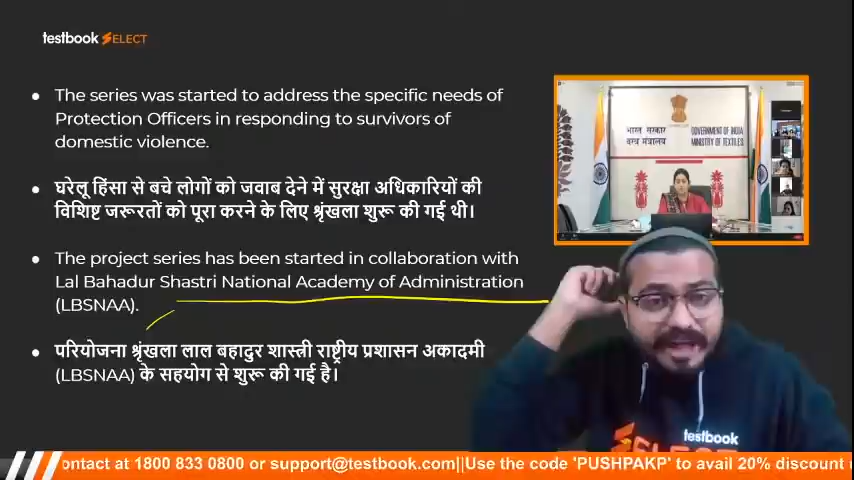 testbook SELECT
• The series was started to address the specific needs of
Protection Officers in responding to survivors of
domestic violence.
• घरेलू हिंसा से बचे लोगों को जवाब देने में सुरक्षा अधिकारियों की
विशिष्ट जरूरतों को पूरा करने के लिए श्रृंखला शुरू की गई थी।
• The project series has been started in collaboration with
Lal Bahadur Shastri National Academy of Administration
(LBSNAA).
• परियोजना श्रृंखला लाल बहादुर शास्त्री राष्ट्रीय प्रशासन अकादमी
(LBSNAA) के सहयोग से शुरू की गई है।
भारत सरकार
वस्त्र मंत्रालय
GOVERNMENT OF INDIA
MINISTRY OF TEXTILES
testbook
SELECT
ontact at 1800 833 0800 or support@testbook.com||Use the code 'PUSHPAKP' to avail 20% discount